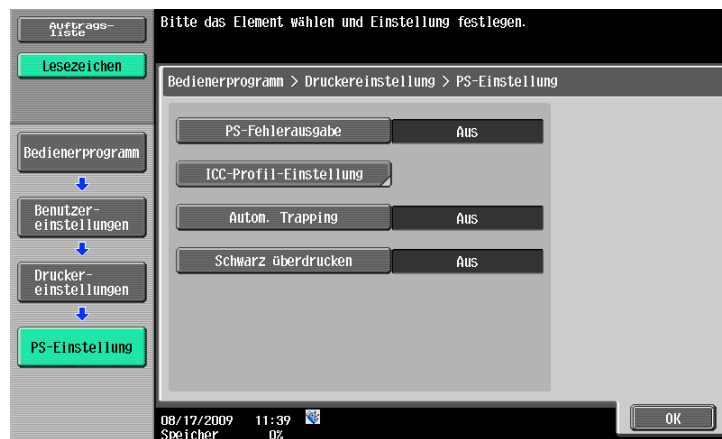 Bitte das Element wählen und Einstellung festlegen.
Auftrags-
liste
Lesezeichen
Bedienerprogramm > Druckereinstellung > PS-Einstellung
Bedienerprogramm
Benutzer-
einstellungen
Drucker-
einstellungen
PS-Einstellung
PS-Fehlerausgabe Aus
ICC-Profil-Einstellung
Autom. Trapping Aus
Schwarz überdrucken Aus
08/17/2009 11:39
Speicher 0%
OK